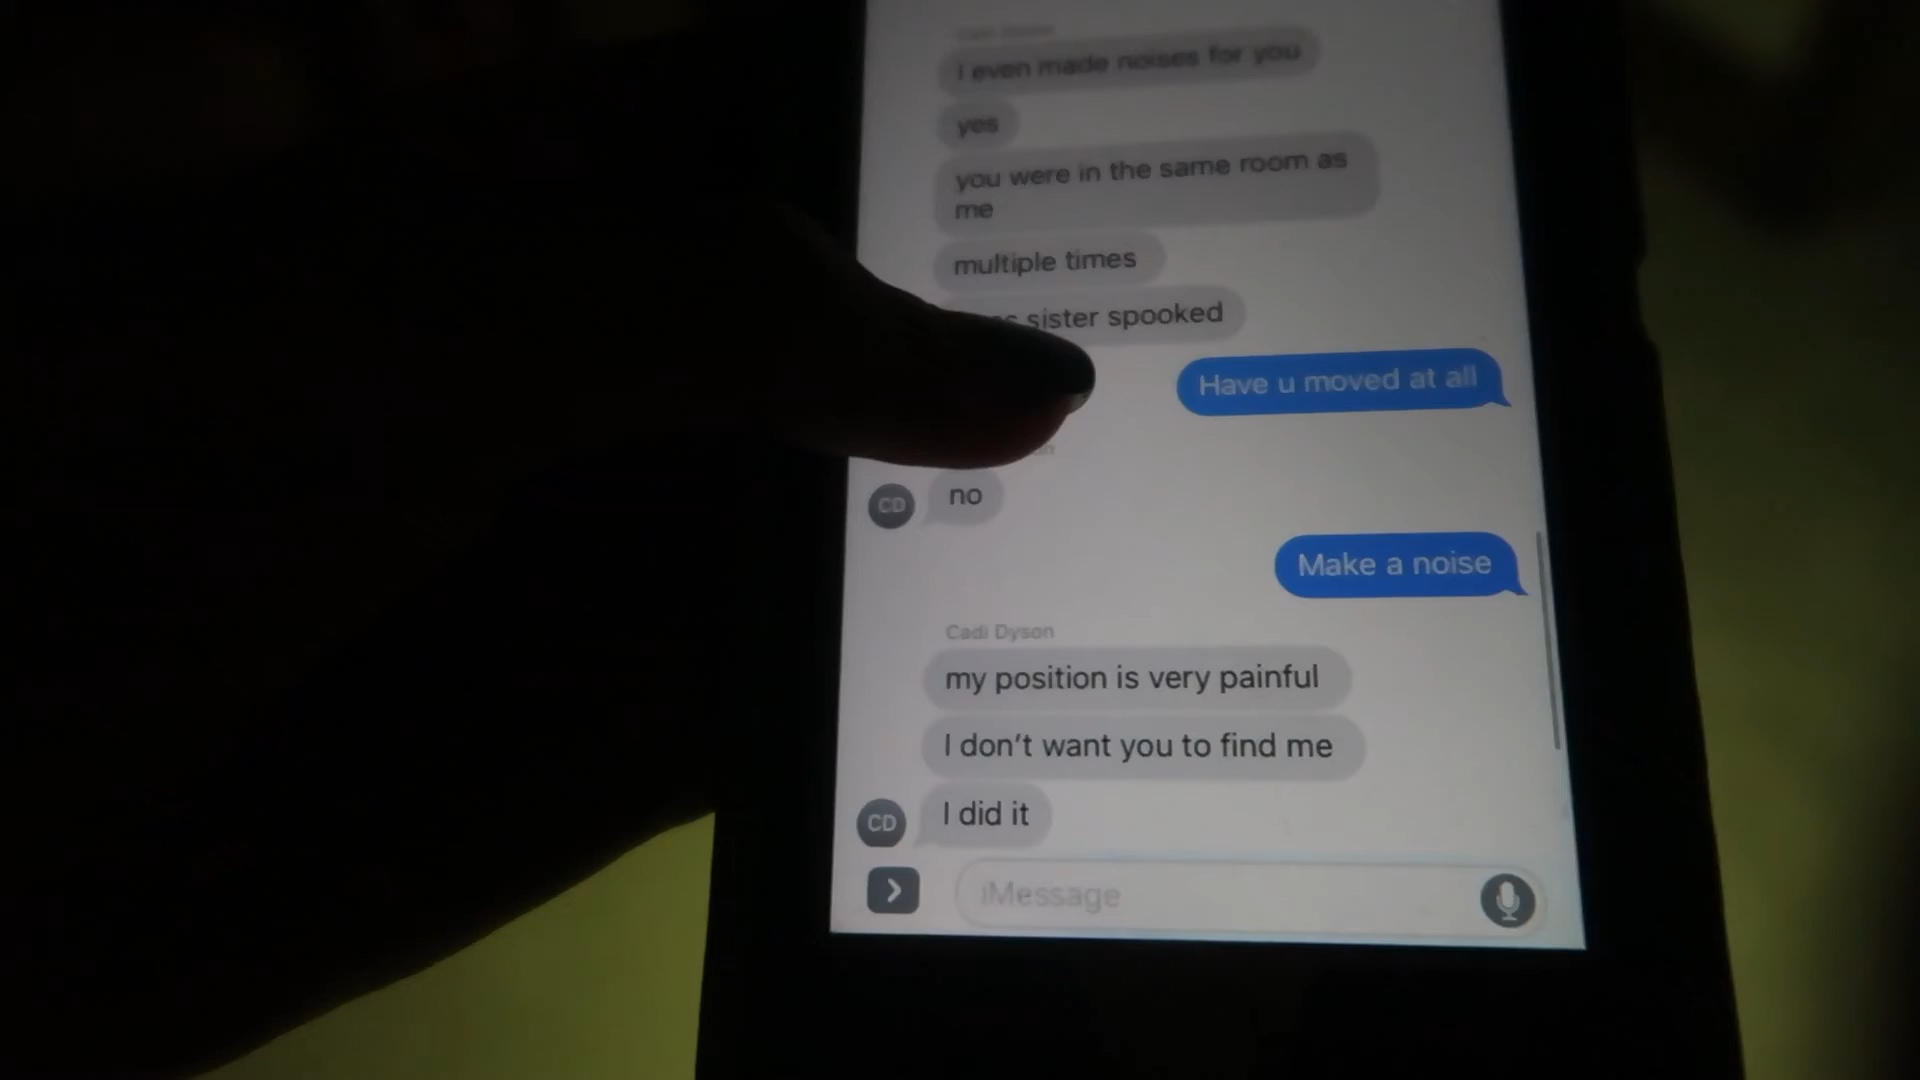 I even made noises for you
yes
you were in the same room as
me
multiple times
sister spooked
Have u moved at all
no
CD
Make a noise
Cadi Dyson
my position is very painful
I don't want you to find me
I did it
CD
iMessage